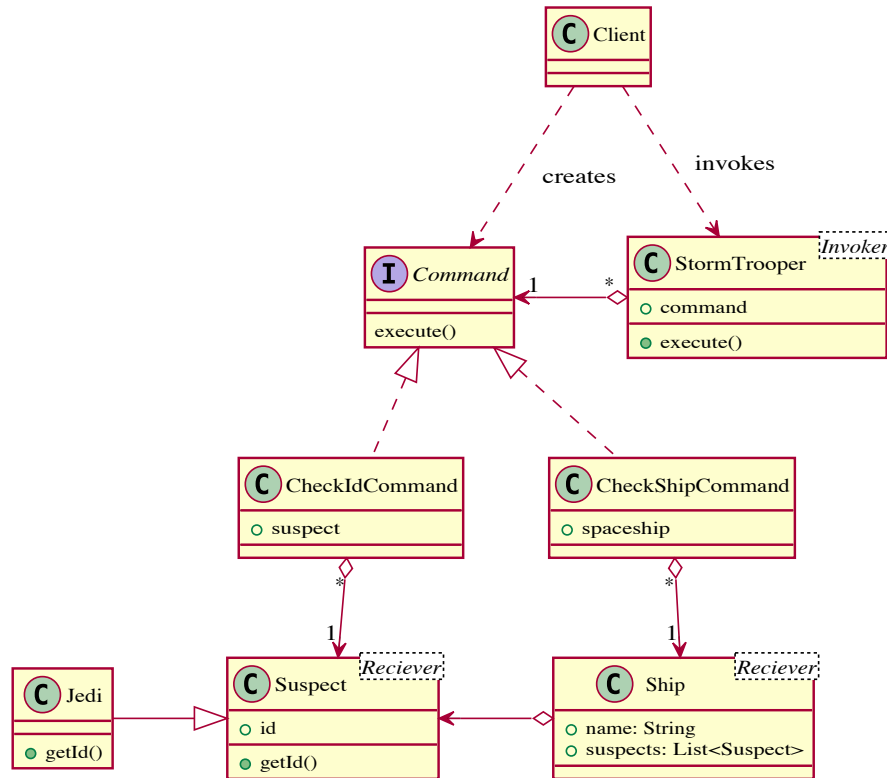 C Client
creates
invokes
I Command
execute()
1
*
Invoker
C StormTrooper
command
execute()
C CheckIdCommand
suspect
C CheckShipCommand
spaceship
*
1
*
1
C Jedi
getId()
Reciever
C Suspect
id
getId()
Reciever
C Ship
name: String
suspects: List<Suspect>